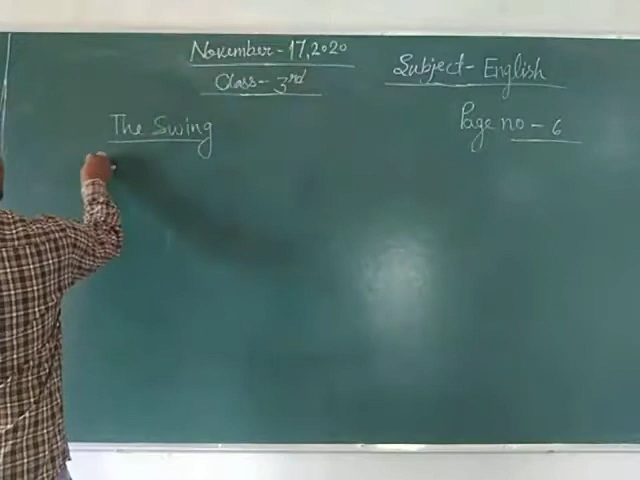 November - 17, 2020
Class - 3rd
Subject - English
The Swing
Page no - 6